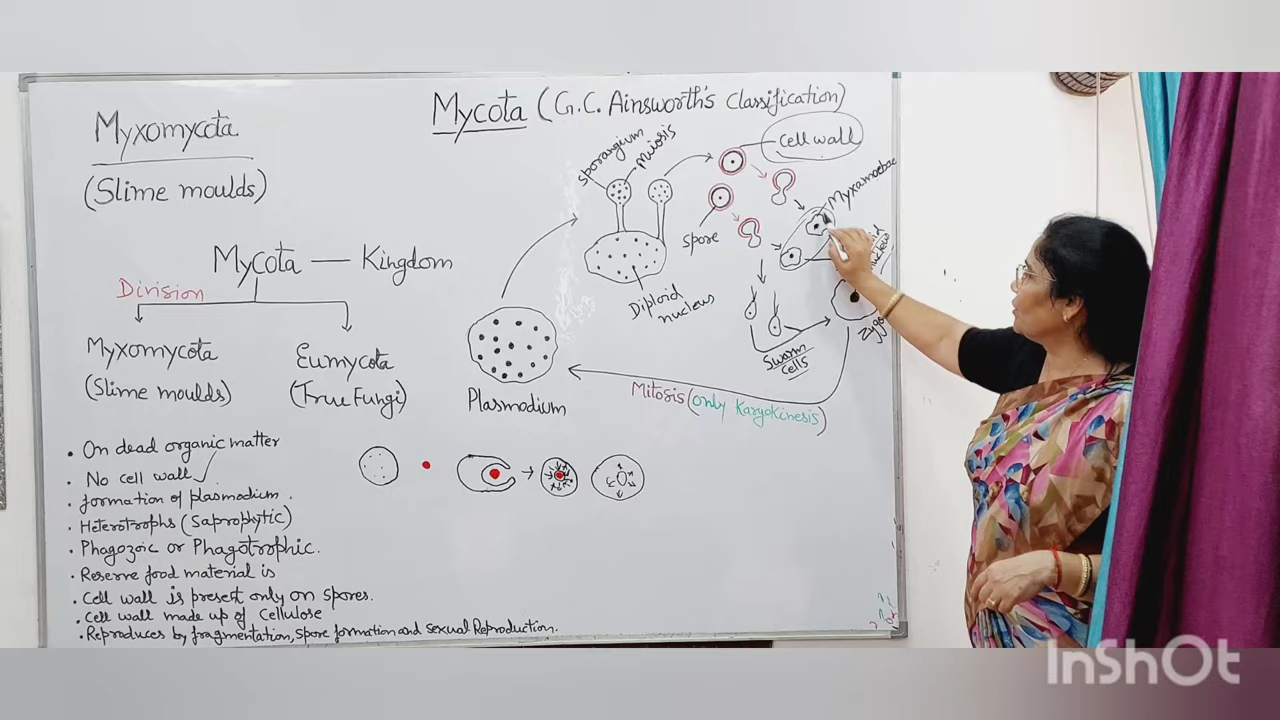 Mycota (G.C. Ainsworth's classification)
Myxomycota
(Slime moulds)
Mycota — Kingdom
Division
Myxomycota
(Slime moulds)
Eumycota
(True Fungi)
• On dead organic matter
• No cell wall
• formation of plasmodium.
• Heterotrophs (Saprophytic)
• Phagozoic or Phagotrophic.
• Reserve food material is
• Cell wall is present only on spores.
• Cell wall made up of Cellulose
• Reproduces by fragmentation, spore formation and sexual Reproduction.
Sporangium
Meiosis
Cell wall
Myxamoebae
Spore
Diploid
nucleus
nucleus
Swarm
cells
Plasmodium
Mitosis (only Karyokinesis)
InShOt